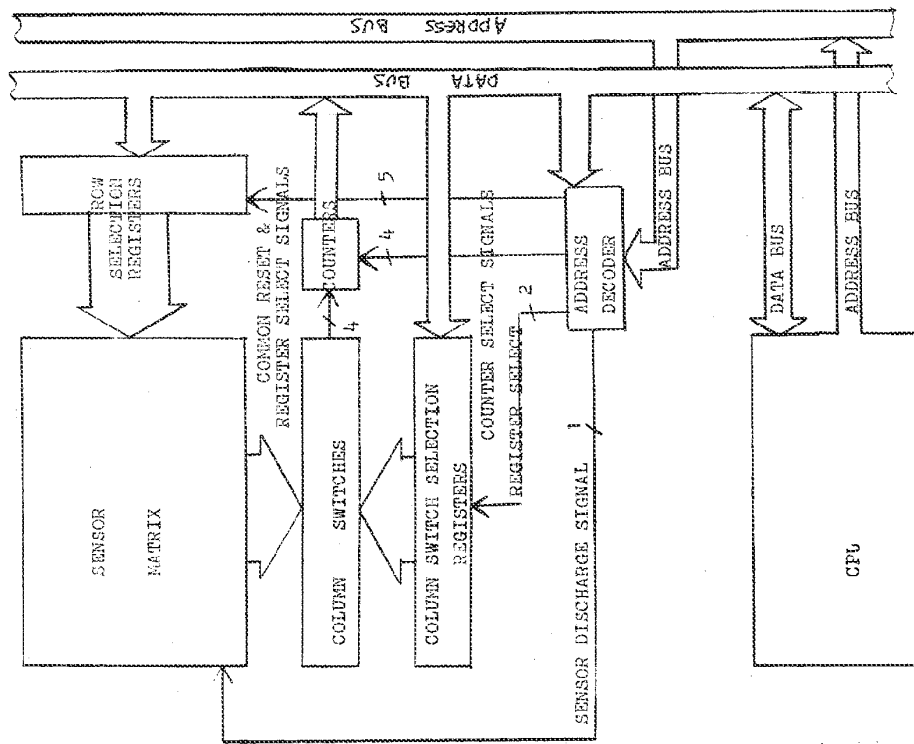 ADDRESS BUS
DATA BUS
ROW
SELECTION
REGISTERS
COMMON RESET &
REGISTER SELECT SIGNALS
5
COUNTERS
4
4
SENSOR
MATRIX
COLUMN SWITCHES
COLUMN SWITCH SELECTION
REGISTERS
COUNTER SELECT SIGNALS
REGISTER SELECT
2
ADDRESS
DECODER
ADDRESS BUS
SENSOR DISCHARGE SIGNAL
1
DATA BUS
ADDRESS BUS
CPU